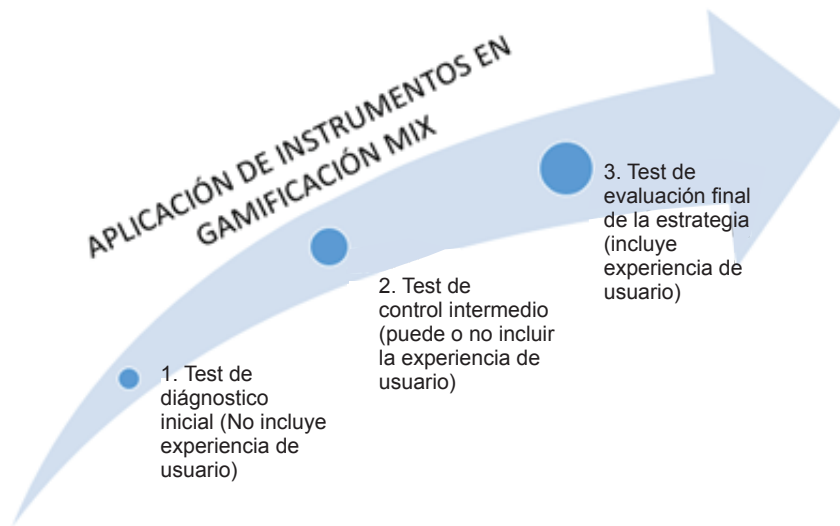 APLICACIÓN DE INSTRUMENTOS EN
GAMIFICACIÓN MIX
1. Test de
diágnostico
inicial (No incluye
experiencia de
usuario)
2. Test de
control intermedio
(puede o no incluir
la experiencia de
usuario)
3. Test de
evaluación final
de la estrategia
(incluye
experiencia de
usuario)